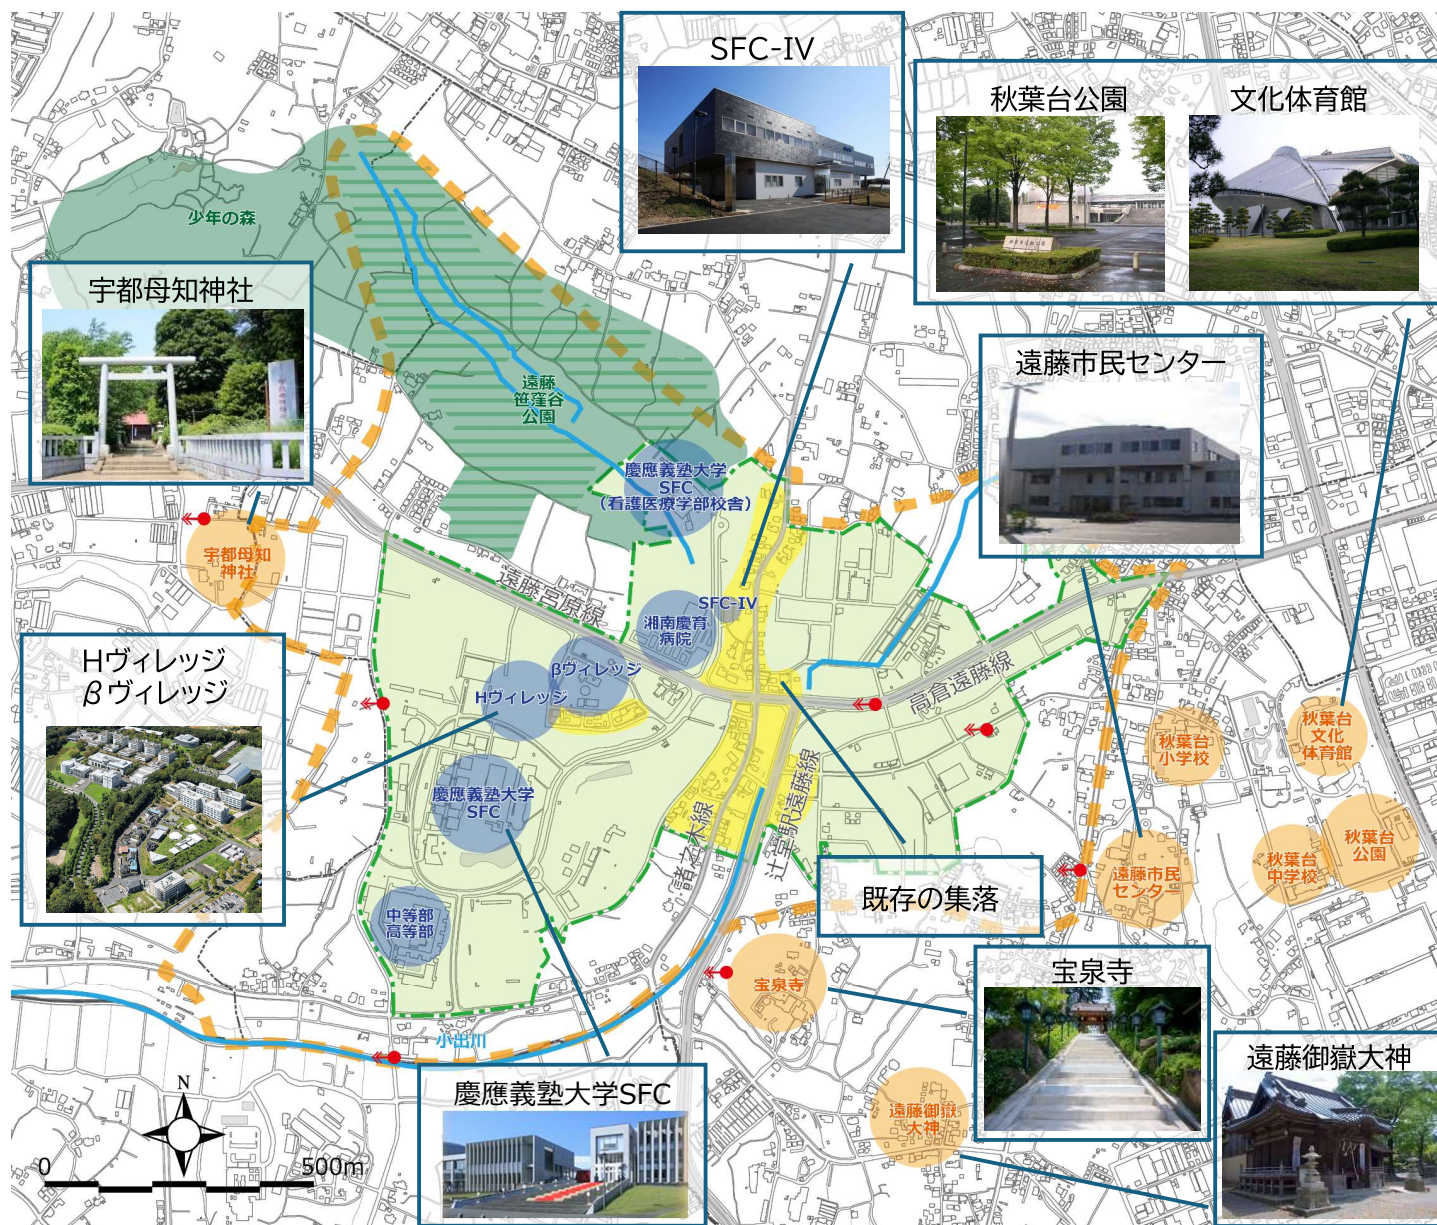 SFC-IV
秋葉台公園
文化体育館
少年の森
宇都母知神社
遠藤市民センター
遠藤
笹窪谷
公園
慶應義塾大学
SFC
（看護医療学部校舎）
宇都母知
神社
遠藤宮原線
SFC-IV
湘南慶育
病院
Hヴィレッジ
βヴィレッジ
βヴィレッジ
Hヴィレッジ
高倉遠藤線
秋葉台
小学校
秋葉台
文化
体育館
慶應義塾大学
SFC
諸之木線
辻堂駅遠藤線
秋葉台
公園
秋葉台
中学校
遠藤市民
センター
既存の集落
中等部
高等部
宝泉寺
宝泉寺
小出川
遠藤御嶽大神
慶應義塾大学SFC
遠藤御嶽
大神
N
0
500m